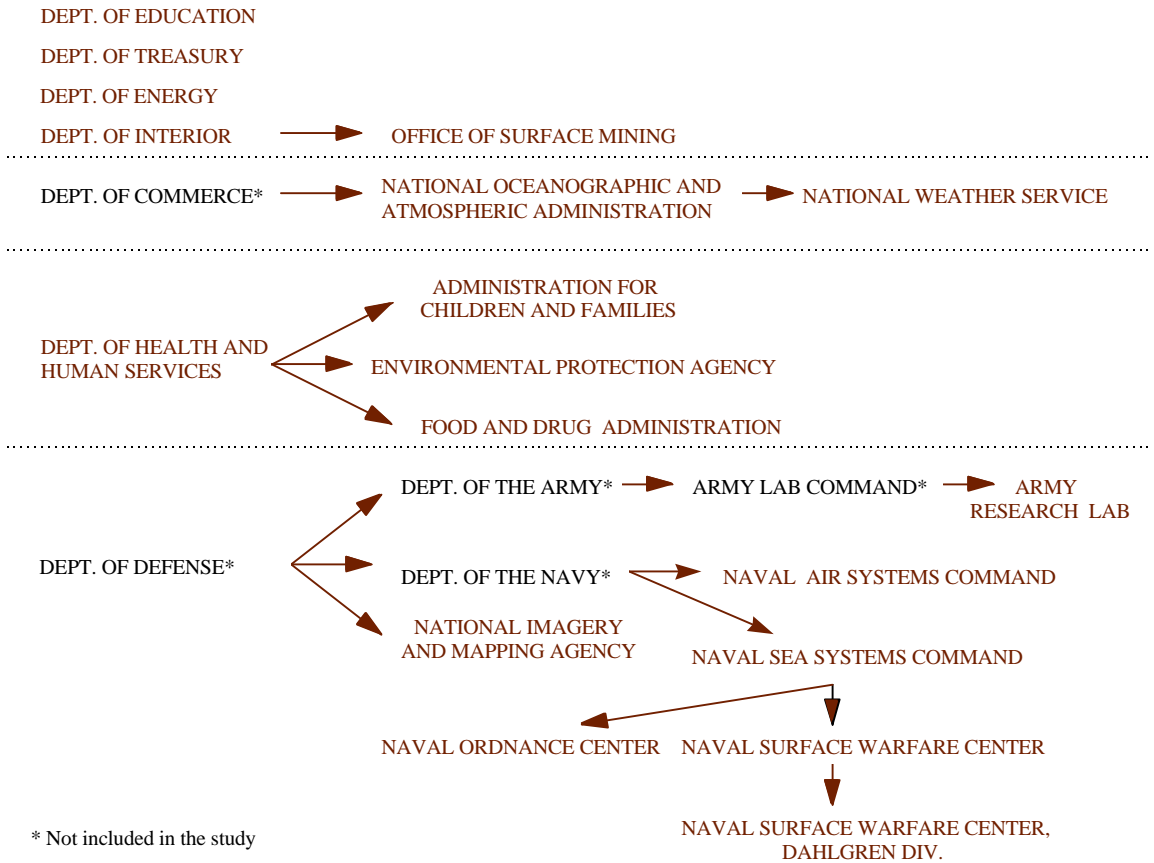 DEPT. OF EDUCATION
DEPT. OF TREASURY
DEPT. OF ENERGY
DEPT. OF INTERIOR
OFFICE OF SURFACE MINING
DEPT. OF COMMERCE*
NATIONAL OCEANOGRAPHIC AND
ATMOSPHERIC ADMINISTRATION
NATIONAL WEATHER SERVICE
ADMINISTRATION FOR
CHILDREN AND FAMILIES
DEPT. OF HEALTH AND
HUMAN SERVICES
ENVIRONMENTAL PROTECTION AGENCY
FOOD AND DRUG ADMINISTRATION
DEPT. OF THE ARMY*
ARMY LAB COMMAND*
ARMY
RESEARCH LAB
DEPT. OF DEFENSE*
DEPT. OF THE NAVY*
NAVAL AIR SYSTEMS COMMAND
NATIONAL IMAGERY
AND MAPPING AGENCY
NAVAL SEA SYSTEMS COMMAND
NAVAL ORDNANCE CENTER
NAVAL SURFACE WARFARE CENTER
NAVAL SURFACE WARFARE CENTER,
DAHLGREN DIV.
* Not included in the study